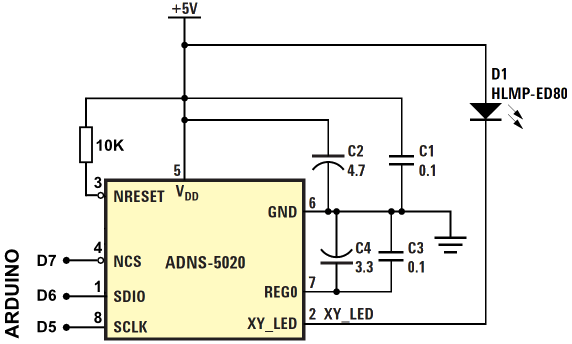 +5V
D1
HLMP-ED80
10K
C2
4.7
C1
0.1
5
VDD
3
NRESET
6
GND
4
D7
NCS
ADNS-5020
C4
3.3
C3
0.1
1
D6
SDIO
7
REG0
8
D5
SCLK
2 XY_LED
XY_LED
ARDUINO